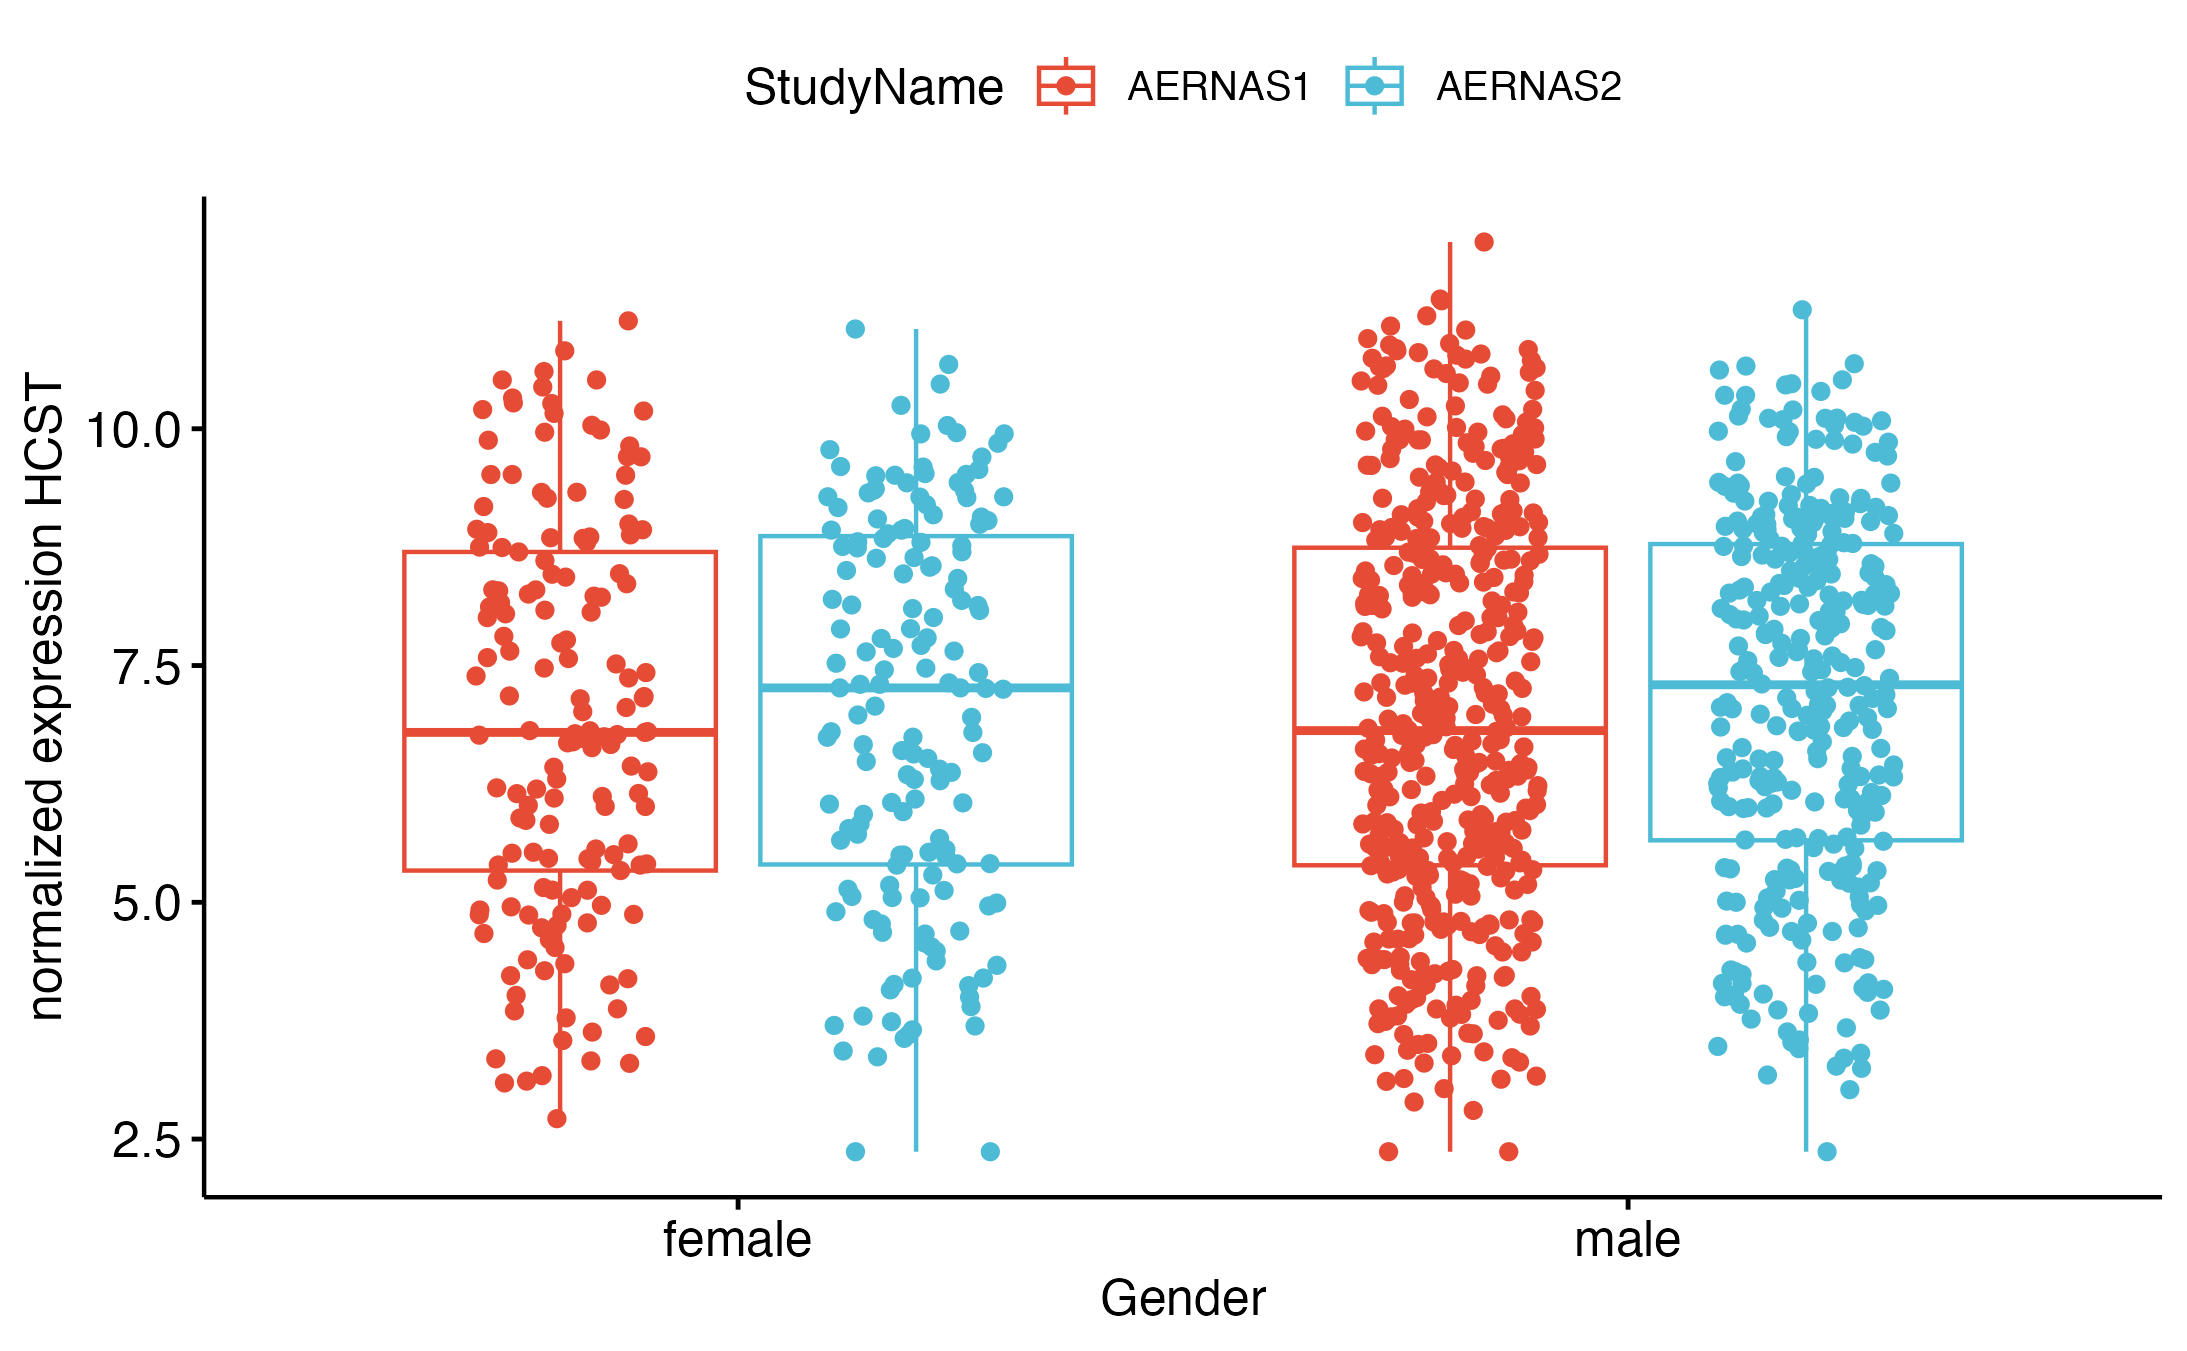 StudyName AERNAS1 AERNAS2
normalized expression HCST
10.0
7.5
5.0
2.5
female male
Gender